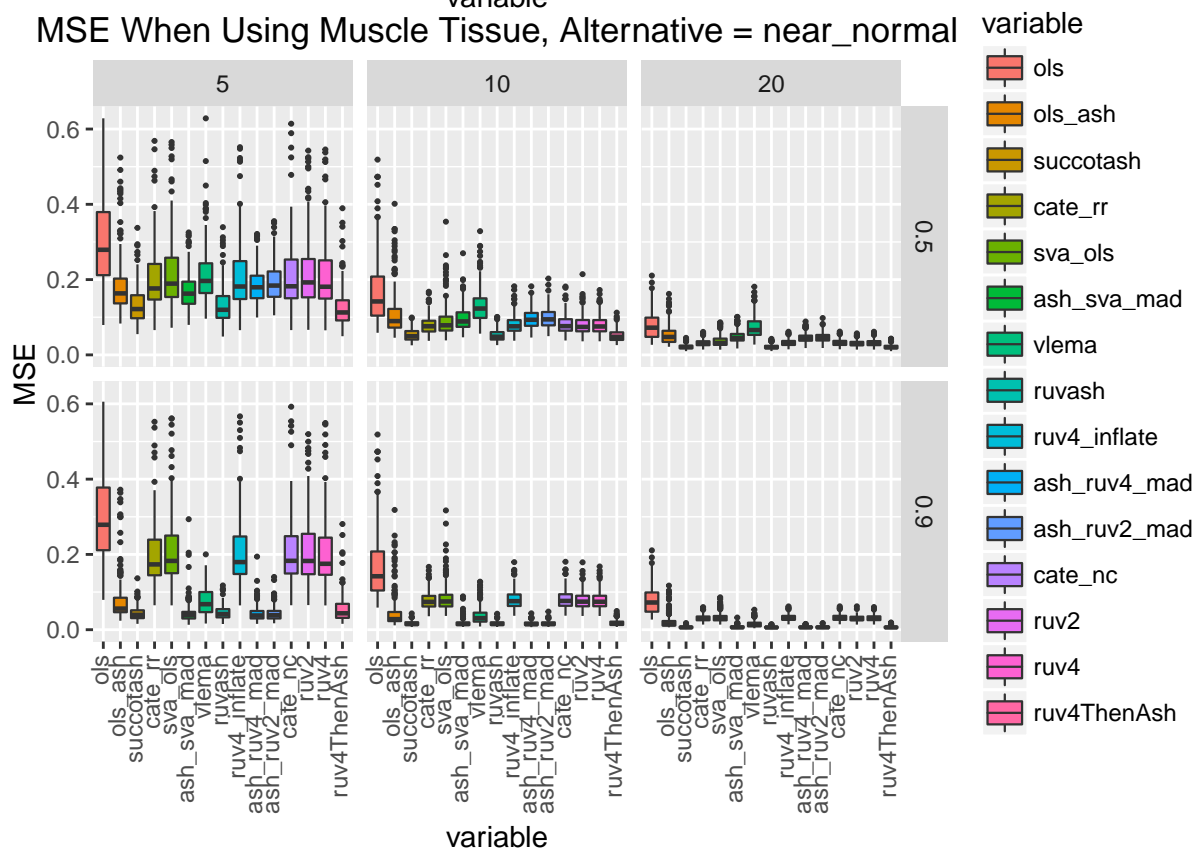 variable
MSE When Using Muscle Tissue, Alternative = near_normal
variable
ols
ols_ash
succotash
cate_rr
sva_ols
ash_sva_mad
vlema
ruvash
ruv4_inflate
ash_ruv4_mad
ash_ruv2_mad
cate_nc
ruv2
ruv4
ruv4ThenAsh
5
10
20
0.5
0.9
MSE
0.6
0.4
0.2
0.0
0.6
0.4
0.2
0.0
ols
ols_ash
succotash
cate_rr
sva_ols
ash_sva_mad
vlema
ruvash
ruv4_inflate
ash_ruv4_mad
ash_ruv2_mad
cate_nc
ruv2
ruv4
ruv4ThenAsh
ols
ols_ash
succotash
cate_rr
sva_ols
ash_sva_mad
vlema
ruvash
ruv4_inflate
ash_ruv4_mad
ash_ruv2_mad
cate_nc
ruv2
ruv4
ruv4ThenAsh
ols
ols_ash
succotash
cate_rr
sva_ols
ash_sva_mad
vlema
ruvash
ruv4_inflate
ash_ruv4_mad
ash_ruv2_mad
cate_nc
ruv2
ruv4
ruv4ThenAsh
variable